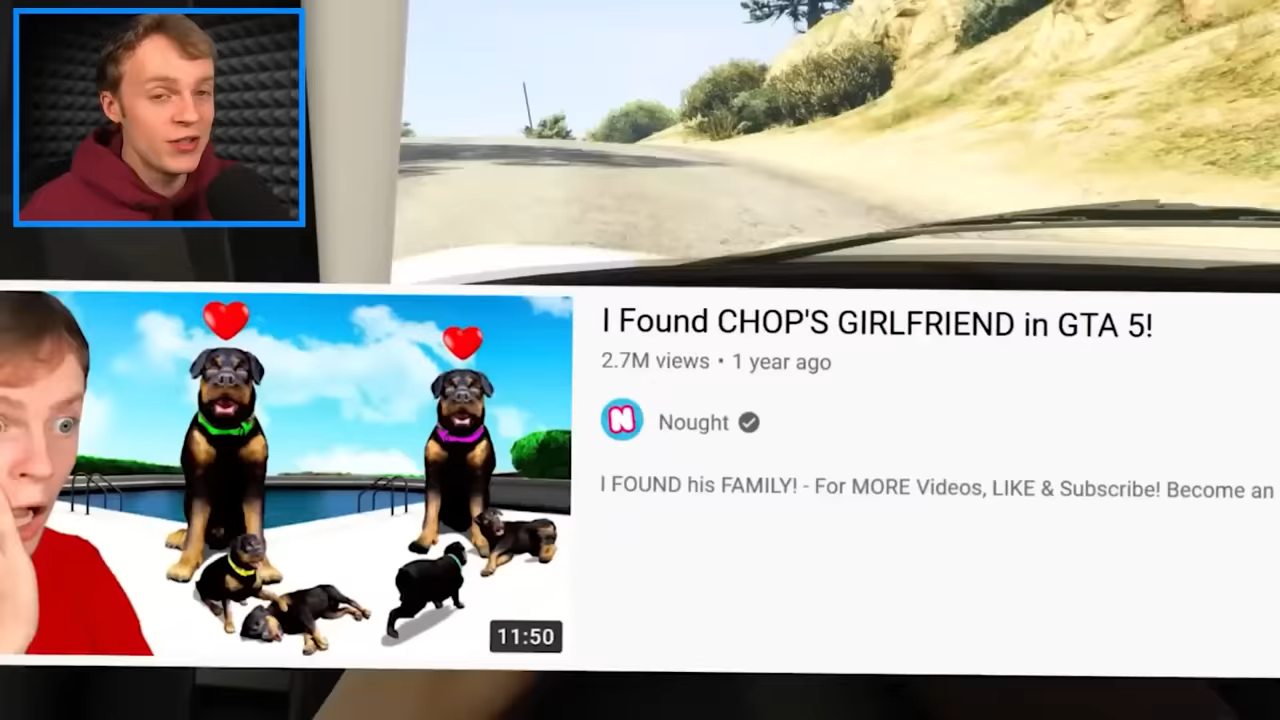 I Found CHOP'S GIRLFRIEND in GTA 5!
2.7M views • 1 year ago
N
Nought
I FOUND his FAMILY! - For MORE Videos, LIKE & Subscribe! Become an
11:50